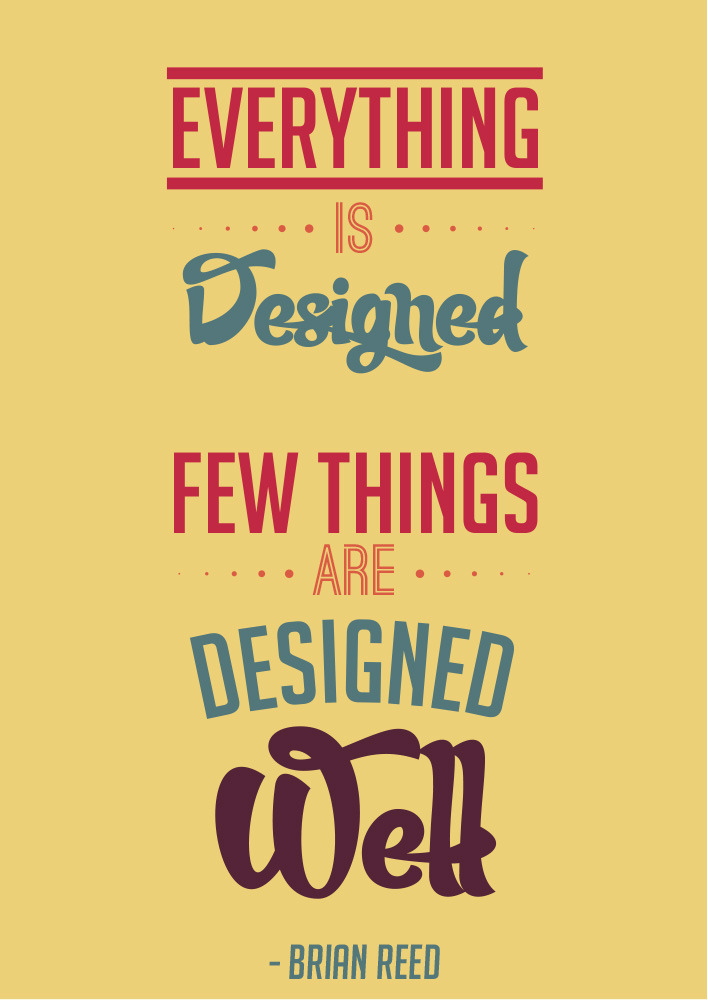 EVERYTHING
IS
Designed
FEW THINGS
ARE
DESIGNED
Well
- BRIAN REED